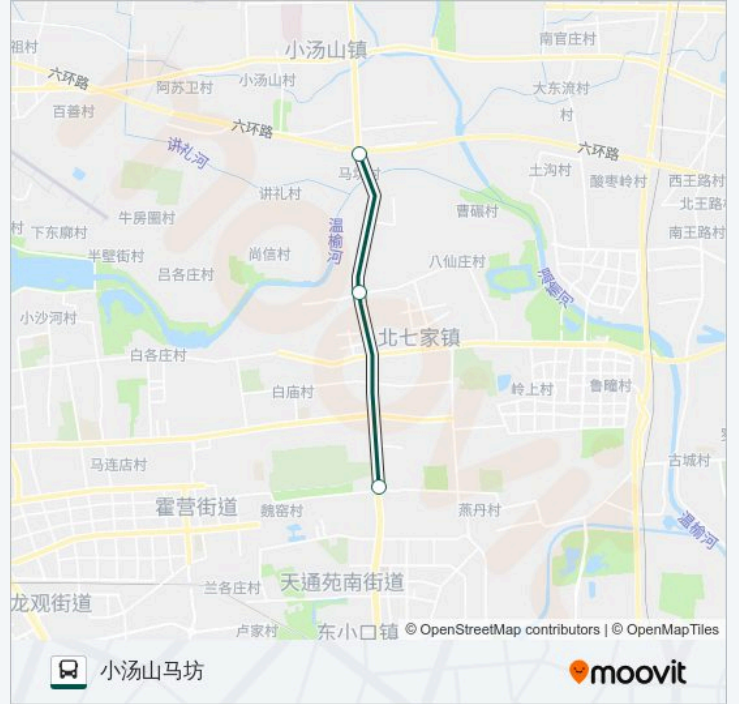 祖村
小汤山镇
南官庄村
六环路
阿苏卫村
小汤山村
大东流村
百善村
村
六环路
六环路
讲礼河
马坊村
土沟村
酸枣岭村
西王路村
讲礼村
北王路
牛房圈村
曹碾村
村
下东廓村
温榆河
南王路村
半壁街村
尚信村
八仙庄村
吕各庄村
小沙河村
北七家镇
白各庄村
白庙村
岭上村
鲁疃村
马连店村
古城村
霍营街道
魏窑村
燕丹村
温榆河
天通苑南街道
兰各庄村
龙观街道
卢家村
东小口镇
© OpenStreetMap contributors | © OpenMapTiles
小汤山马坊
moovit